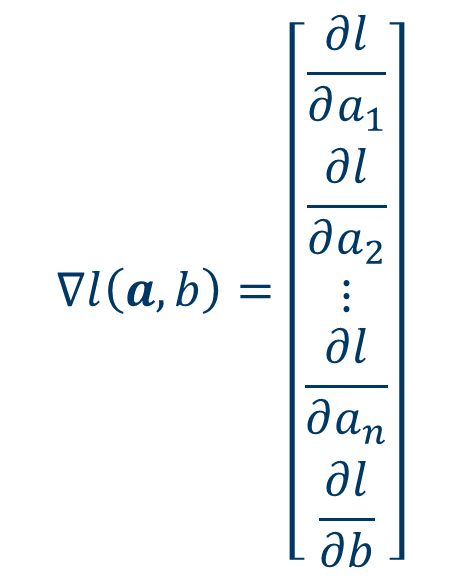 ∇l(𝒂, b) = [
∂l
∂a₁
∂l
∂a₂
⋮
∂l
∂aₙ
∂l
∂b
]